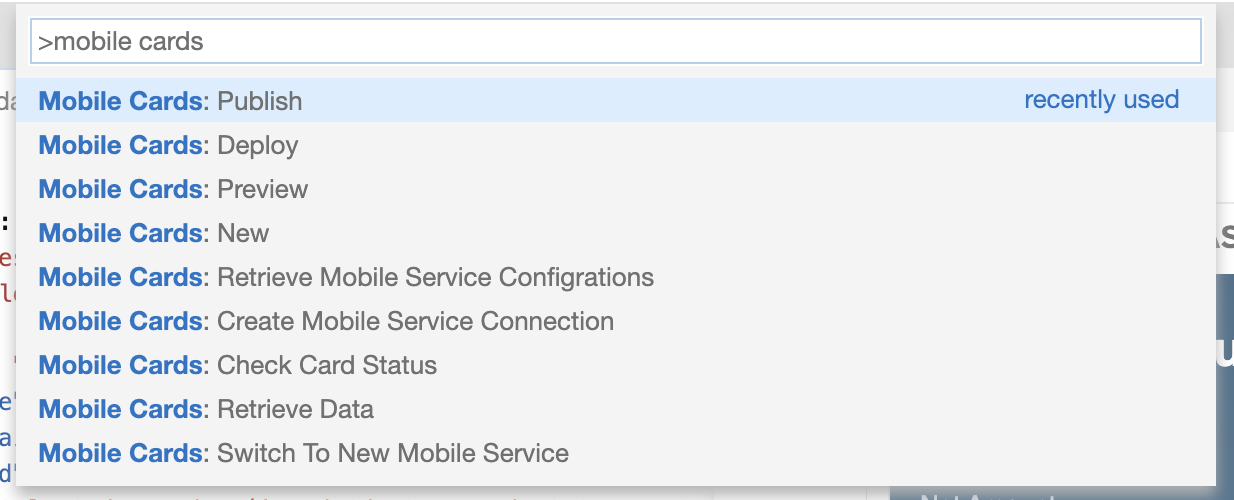 >mobile cards
Mobile Cards: Publish recently used
Mobile Cards: Deploy
Mobile Cards: Preview
Mobile Cards: New
Mobile Cards: Retrieve Mobile Service Configrations
Mobile Cards: Create Mobile Service Connection
Mobile Cards: Check Card Status
Mobile Cards: Retrieve Data
Mobile Cards: Switch To New Mobile Service